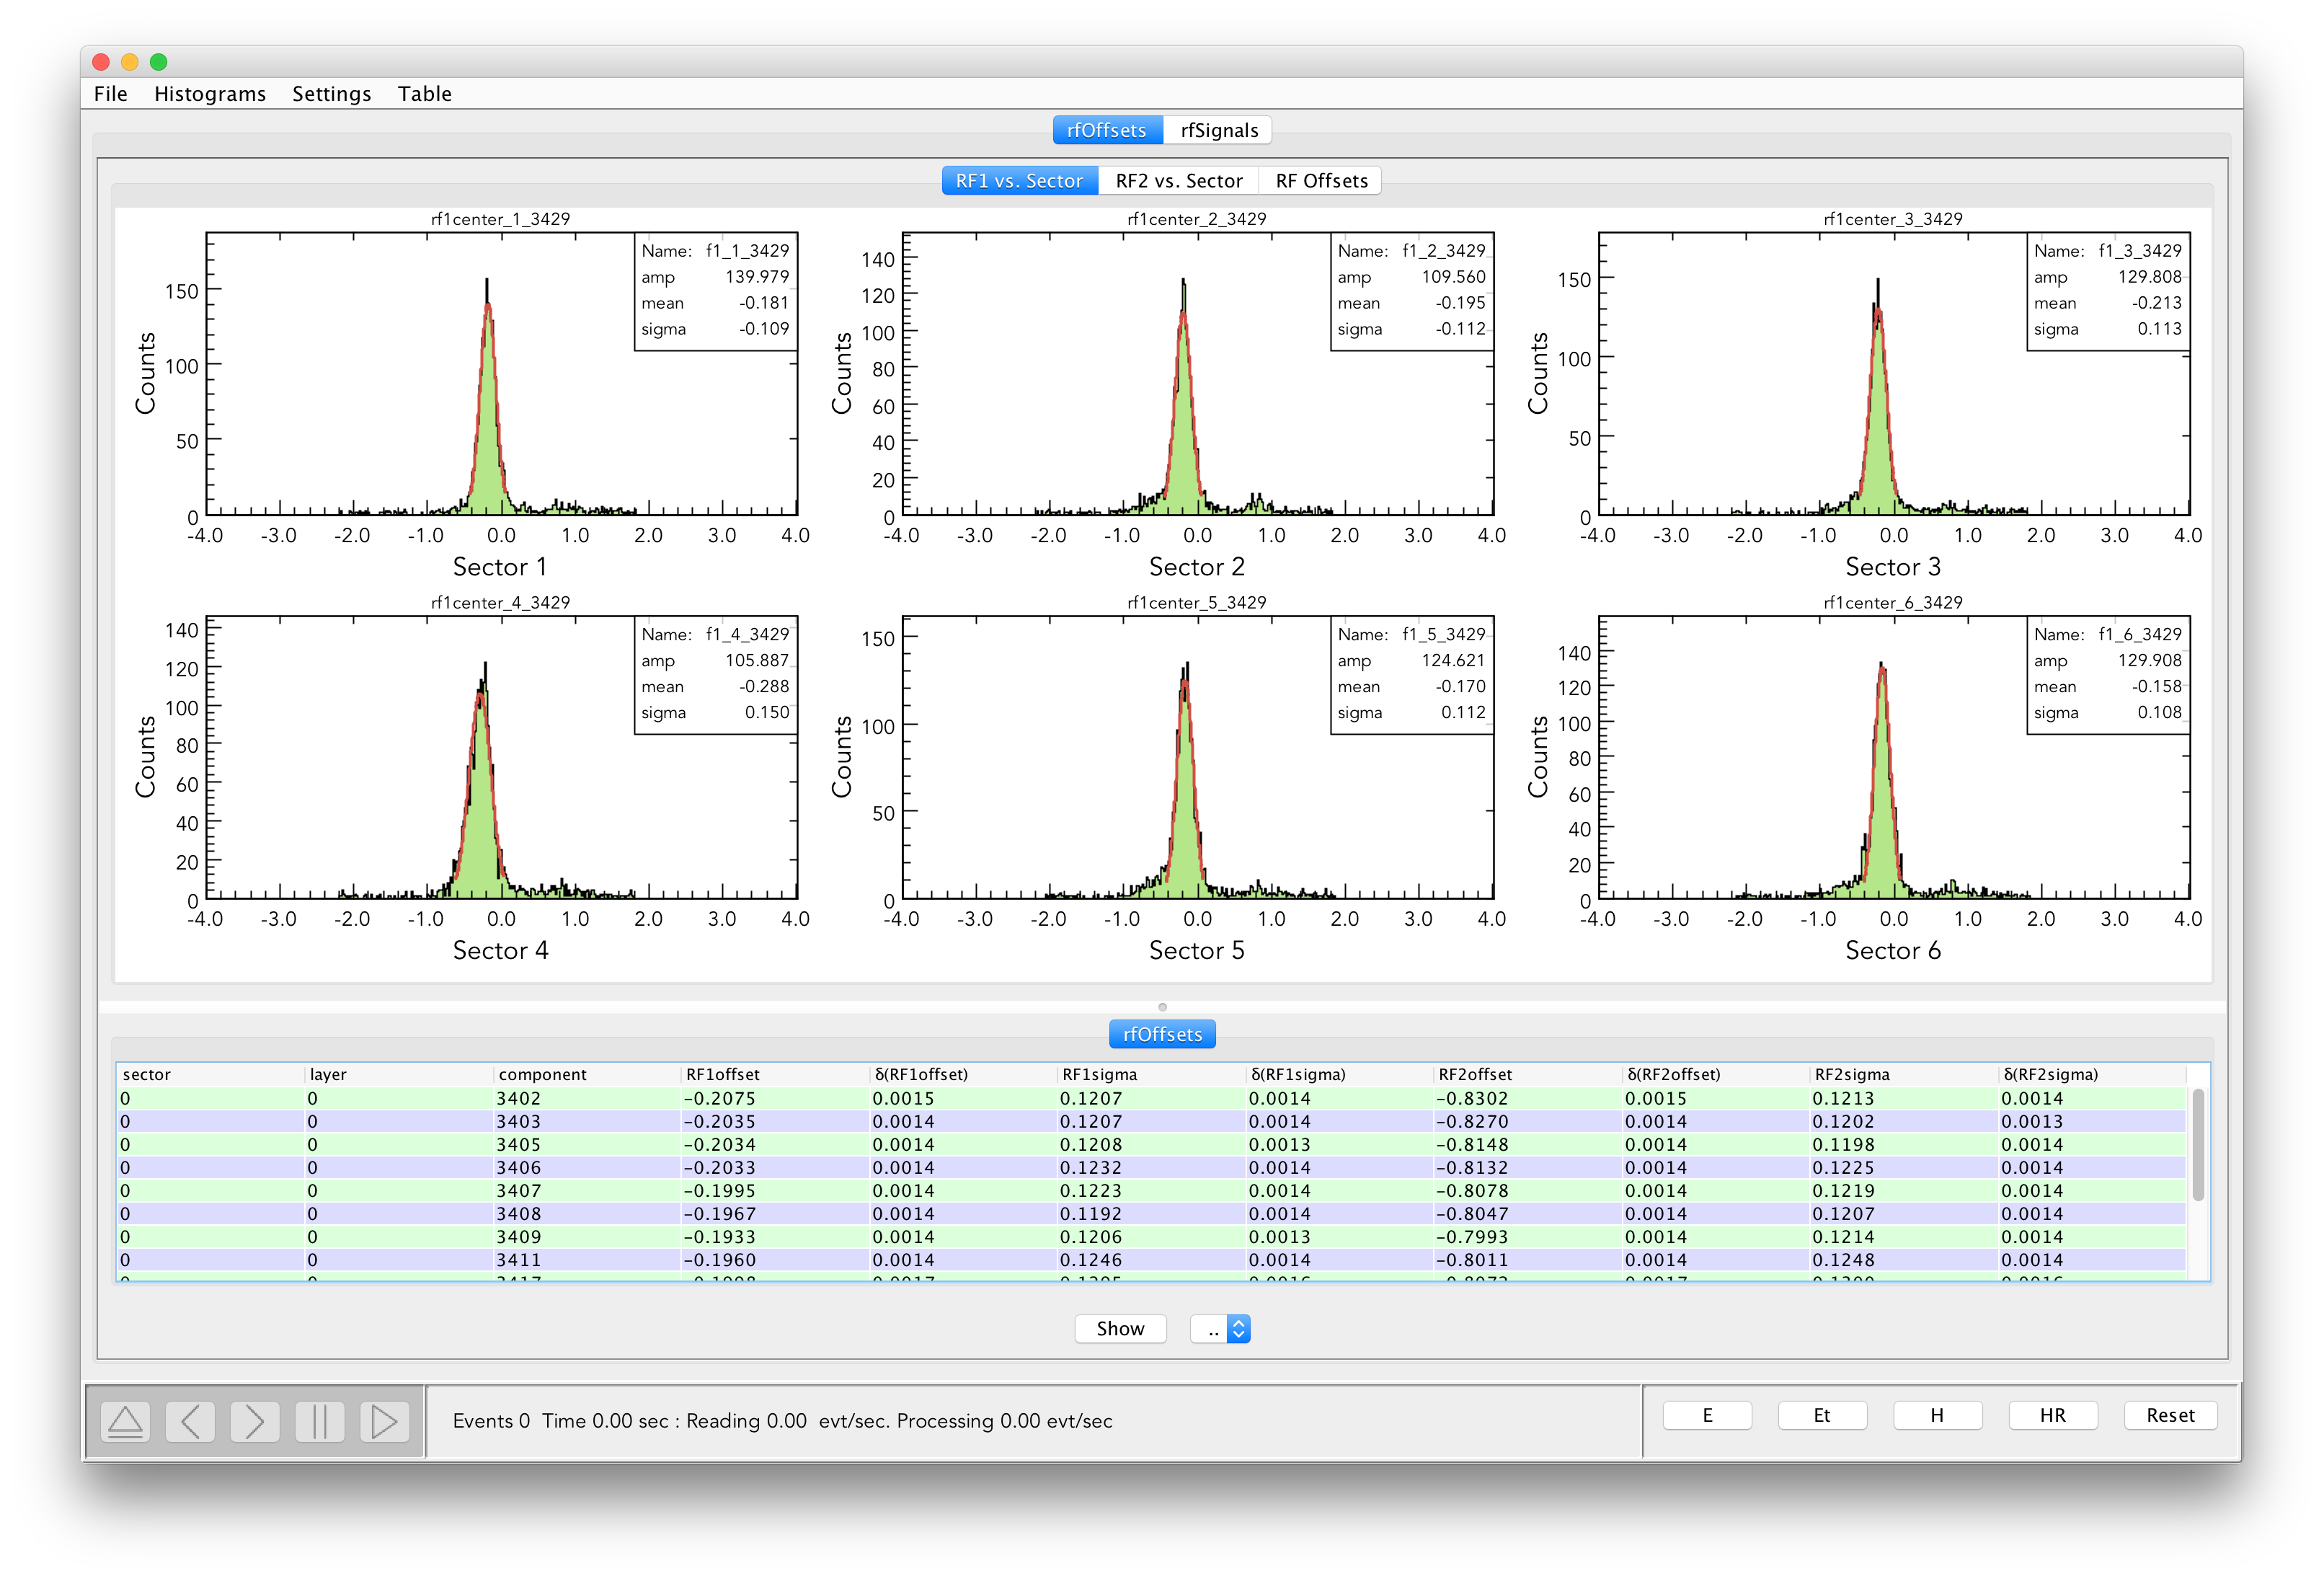 File Histograms Settings Table
rfOffsets rfSignals
RF1 vs. Sector RF2 vs. Sector RF Offsets
rf1center_1_3429
Name: f1_1_3429
amp 139.979
mean -0.181
sigma -0.109
Counts
150
100
50
0
-4.0 -3.0 -2.0 -1.0 0.0 1.0 2.0 3.0 4.0
Sector 1
rf1center_2_3429
Name: f1_2_3429
amp 109.560
mean -0.195
sigma -0.112
Counts
140
120
100
80
60
40
20
0
-4.0 -3.0 -2.0 -1.0 0.0 1.0 2.0 3.0 4.0
Sector 2
rf1center_3_3429
Name: f1_3_3429
amp 129.808
mean -0.213
sigma 0.113
Counts
150
100
50
0
-4.0 -3.0 -2.0 -1.0 0.0 1.0 2.0 3.0 4.0
Sector 3
rf1center_4_3429
Name: f1_4_3429
amp 105.887
mean -0.288
sigma 0.150
Counts
140
120
100
80
60
40
20
0
-4.0 -3.0 -2.0 -1.0 0.0 1.0 2.0 3.0 4.0
Sector 4
rf1center_5_3429
Name: f1_5_3429
amp 124.621
mean -0.170
sigma 0.112
Counts
150
100
50
0
-4.0 -3.0 -2.0 -1.0 0.0 1.0 2.0 3.0 4.0
Sector 5
rf1center_6_3429
Name: f1_6_3429
amp 129.908
mean -0.158
sigma 0.108
Counts
140
120
100
80
60
40
20
0
-4.0 -3.0 -2.0 -1.0 0.0 1.0 2.0 3.0 4.0
Sector 6
rfOffsets
sector layer component RF1offset δ(RF1offset) RF1sigma δ(RF1sigma) RF2offset δ(RF2offset) RF2sigma δ(RF2sigma)
0 0 3402 -0.2075 0.0015 0.1207 0.0014 -0.8302 0.0015 0.1213 0.0014
0 0 3403 -0.2035 0.0014 0.1207 0.0014 -0.8270 0.0014 0.1202 0.0013
0 0 3405 -0.2034 0.0014 0.1208 0.0013 -0.8148 0.0014 0.1198 0.0014
0 0 3406 -0.2033 0.0014 0.1232 0.0014 -0.8132 0.0014 0.1225 0.0014
0 0 3407 -0.1995 0.0014 0.1223 0.0014 -0.8078 0.0014 0.1219 0.0014
0 0 3408 -0.1967 0.0014 0.1192 0.0014 -0.8047 0.0014 0.1207 0.0014
0 0 3409 -0.1933 0.0014 0.1206 0.0013 -0.7993 0.0014 0.1214 0.0014
0 0 3411 -0.1960 0.0014 0.1246 0.0014 -0.8011 0.0014 0.1248 0.0014
Show ..
Events 0 Time 0.00 sec : Reading 0.00 evt/sec. Processing 0.00 evt/sec
E Et H HR Reset